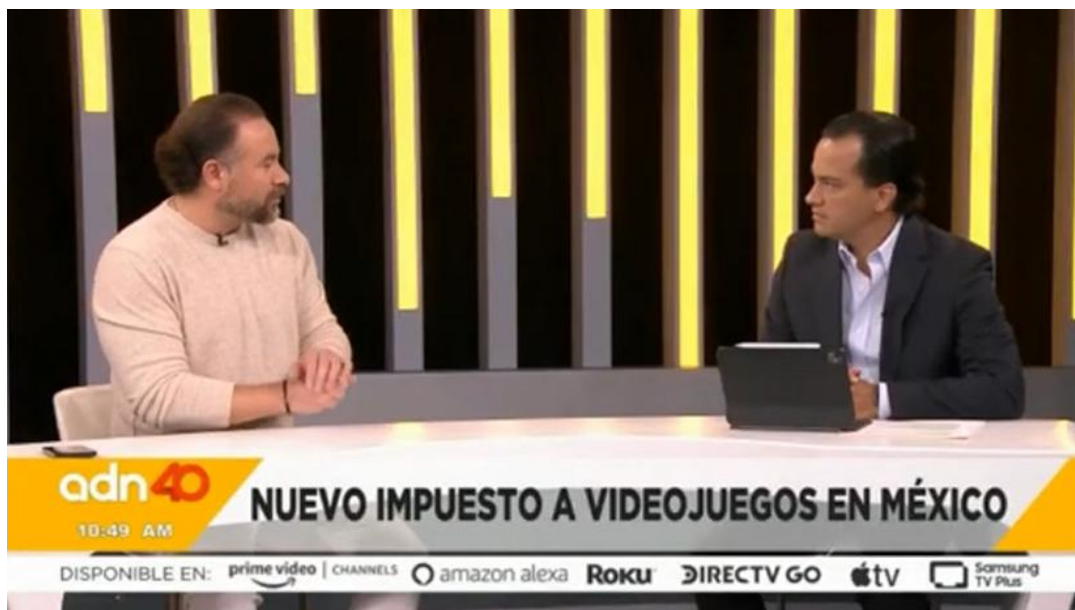 adn40
NUEVO IMPUESTO A VIDEOJUEGOS EN MÉXICO
10:49 AM
DISPONIBLE EN: prime video | CHANNELS amazon alexa ROKU DIRECTV GO tv Samsung TV Plus